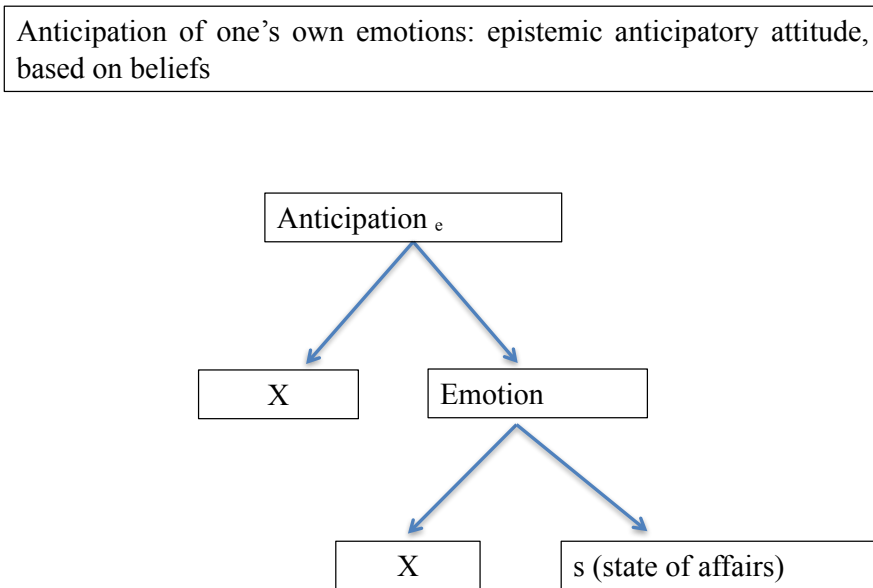 Anticipation of one’s own emotions: epistemic anticipatory attitude,
based on beliefs
Anticipation e
X
Emotion
X
s (state of affairs)